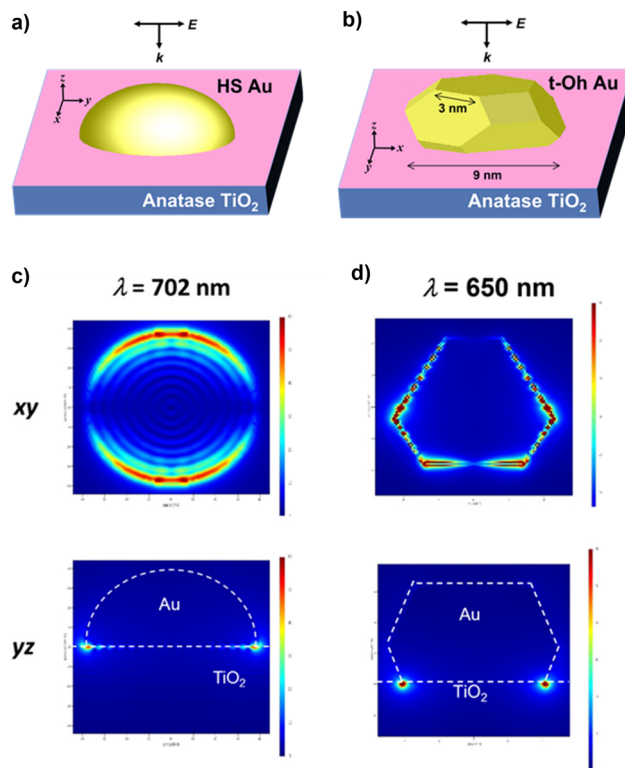 a)
E
k
HS Au
z
y
x
Anatase TiO₂
b)
E
k
t-Oh Au
3 nm
z
x
y
9 nm
Anatase TiO₂
c)
λ = 702 nm
d)
λ = 650 nm
xy
yz
Au
TiO₂
Au
TiO₂